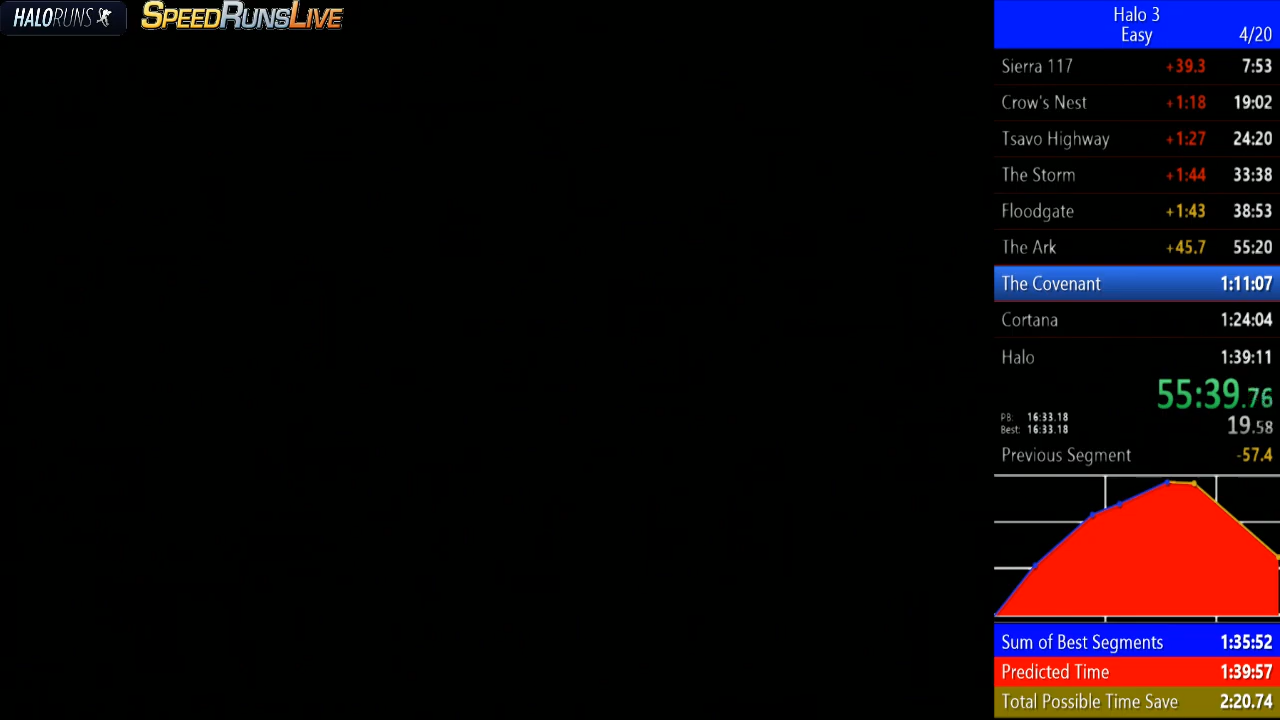 HALORUNS SPEEDRUNSLIVE
Halo 3
Easy 4/20
Sierra 117 +39.3 7:53
Crow's Nest +1:18 19:02
Tsavo Highway +1:27 24:20
The Storm +1:44 33:38
Floodgate +1:43 38:53
The Ark +45.7 55:20
The Covenant 1:11:07
Cortana 1:24:04
Halo 1:39:11
55:39.76
PB: 16:33.18
Best: 16:33.18 19.58
Previous Segment -57.4
Sum of Best Segments 1:35:52
Predicted Time 1:39:57
Total Possible Time Save 2:20.74